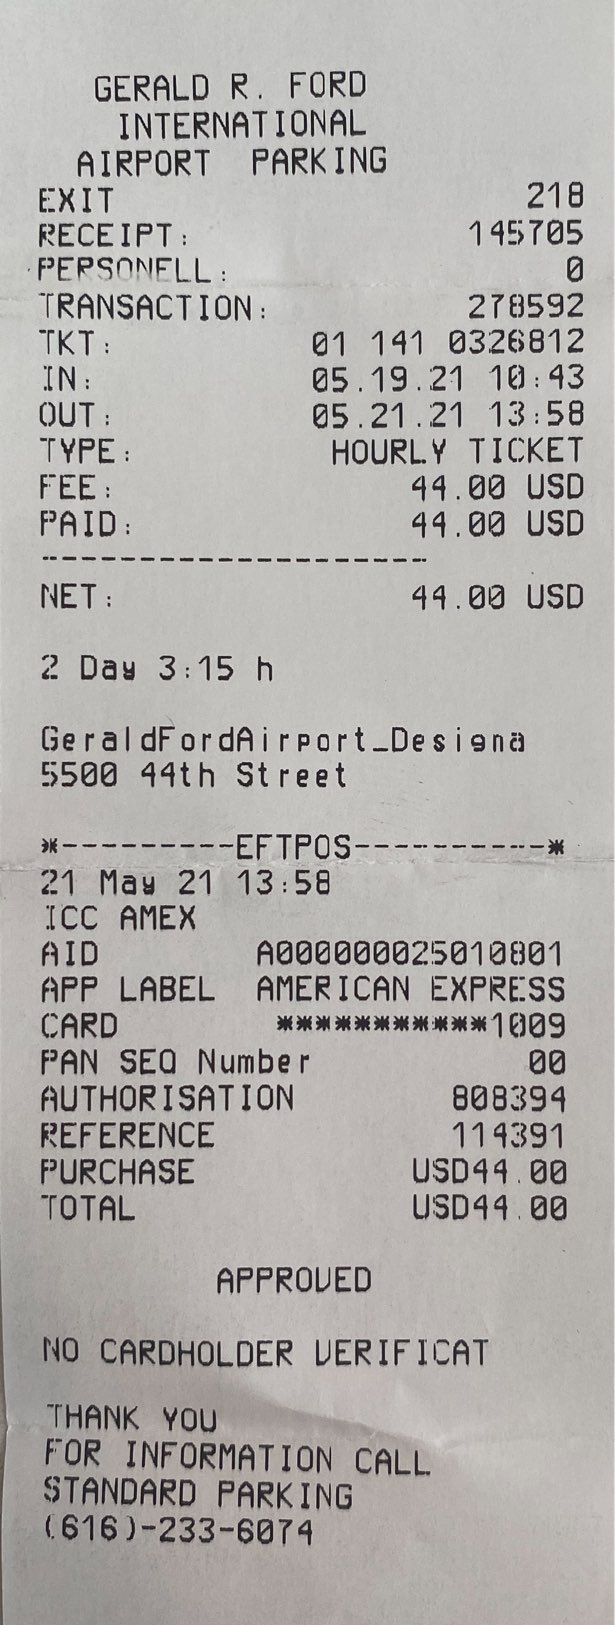 GERALD R. FORD
INTERNATIONAL
AIRPORT PARKING
EXIT 218
RECEIPT: 145705
PERSONELL: 0
TRANSACTION: 278592
TKT: 01 141 0326812
IN: 05.19.21 10:43
OUT: 05.21.21 13:58
TYPE: HOURLY TICKET
FEE: 44.00 USD
PAID: 44.00 USD
----------------------
NET: 44.00 USD
2 Day 3:15 h
GeraldFordAirport_Designa
5500 44th Street
*---------EFTPOS----------*
21 May 21 13:58
ICC AMEX
AID A000000025010801
APP LABEL AMERICAN EXPRESS
CARD ***********1009
PAN SEQ Number 00
AUTHORISATION 808394
REFERENCE 114391
PURCHASE USD44.00
TOTAL USD44.00
APPROVED
NO CARDHOLDER VERIFICAT
THANK YOU
FOR INFORMATION CALL
STANDARD PARKING
(616)-233-6074